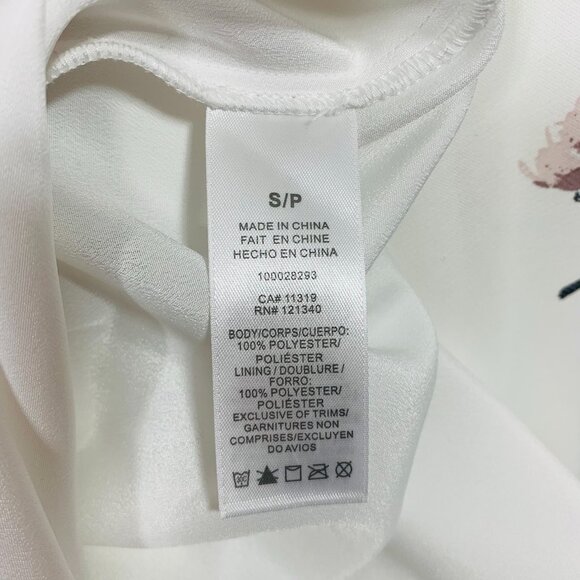 S/P
MADE IN CHINA
FAIT EN CHINE
HECHO EN CHINA
100028293
CA# 11319
RN# 121340
BODY/CORPS/CUERPO:
100% POLYESTER/
POLIÉSTER
LINING / DOUBLURE /
FORRO:
100% POLYESTER/
POLIÉSTER
EXCLUSIVE OF TRIMS/
GARNITURES NON
COMPRISES/EXCLUYEN
DO AVIOS